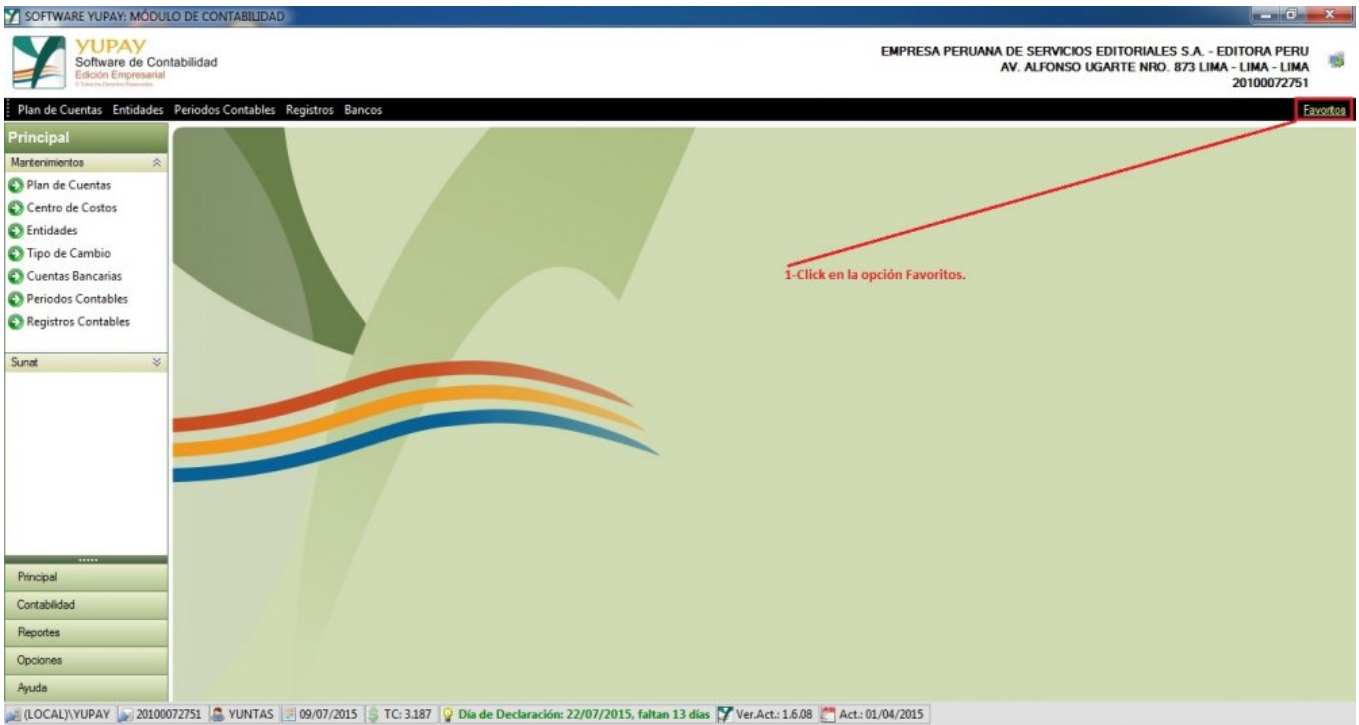 SOFTWARE YUPAY: MÓDULO DE CONTABILIDAD
YUPAY
Software de Contabilidad
Edición Empresarial
© Todos los Derechos Reservados
EMPRESA PERUANA DE SERVICIOS EDITORIALES S.A. - EDITORA PERU
AV. ALFONSO UGARTE NRO. 873 LIMA - LIMA - LIMA
20100072751
Plan de Cuentas Entidades Periodos Contables Registros Bancos Favoritos
Principal
Mantenimientos
Plan de Cuentas
Centro de Costos
Entidades
Tipo de Cambio
Cuentas Bancarias
Periodos Contables
Registros Contables
Sunat
1-Click en la opción Favoritos.
Principal
Contabilidad
Reportes
Opciones
Ayuda
(LOCAL)\YUPAY 20100072751 YUNTAS 09/07/2015 TC: 3.187 Día de Declaración: 22/07/2015, faltan 13 días Ver.Act.: 1.6.08 Act.: 01/04/2015